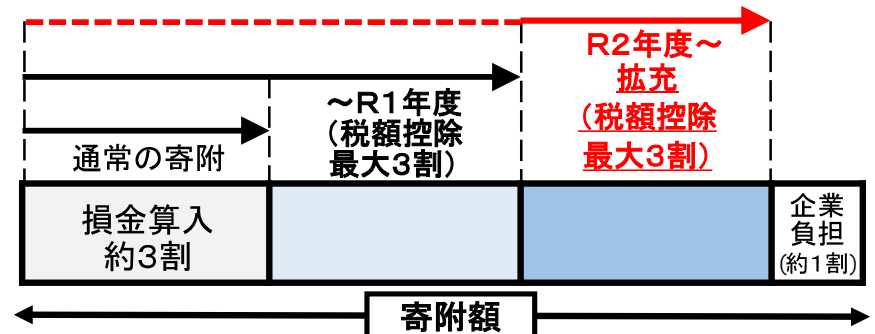 R2年度～
拡充
(税額控除
最大3割)
～R1年度
(税額控除
最大3割)
通常の寄附
損金算入
約3割
企業
負担
(約1割)
寄附額